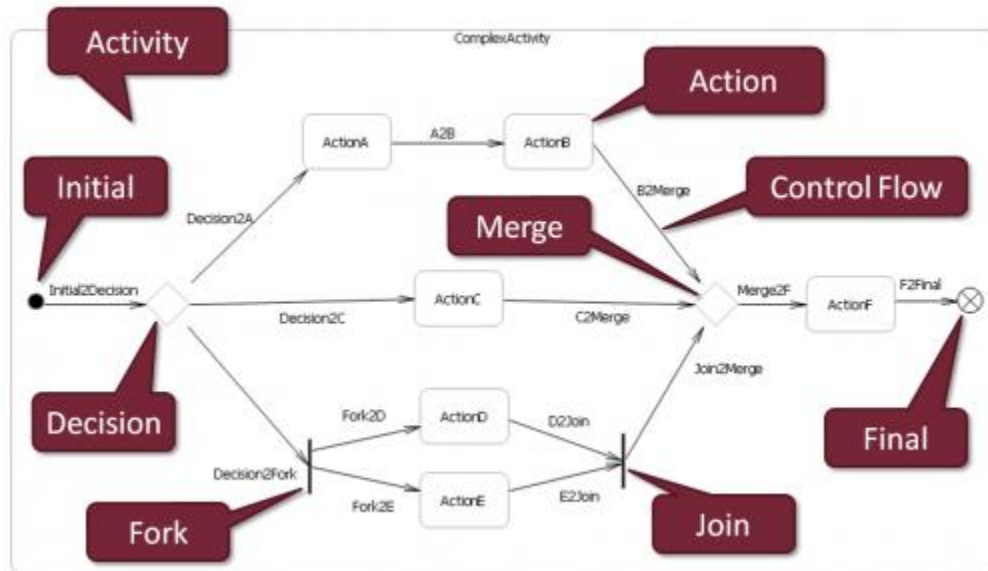 Activity
ComplexActivity
Action
ActionA
A2B
ActionB
Initial
Decision2A
B2Merge
Control Flow
Merge
Initial2Decision
Decision2C
ActionC
C2Merge
Merge2F
ActionF
F2Final
Decision
Decision2Fork
Fork2D
ActionD
D2Join
Join2Merge
Fork2E
ActionE
E2Join
Fork
Join
Final